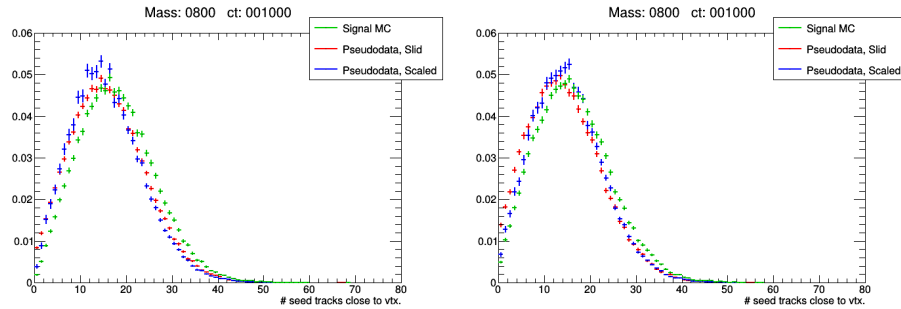 Mass: 0800 ct: 001000
Signal MC
Pseudodata, Slid
Pseudodata, Scaled
0.06
0.05
0.04
0.03
0.02
0.01
0
0 10 20 30 40 50 60 70 80
# seed tracks close to vtx.
Mass: 0800 ct: 001000
Signal MC
Pseudodata, Slid
Pseudodata, Scaled
0.06
0.05
0.04
0.03
0.02
0.01
0
0 10 20 30 40 50 60 70 80
# seed tracks close to vtx.